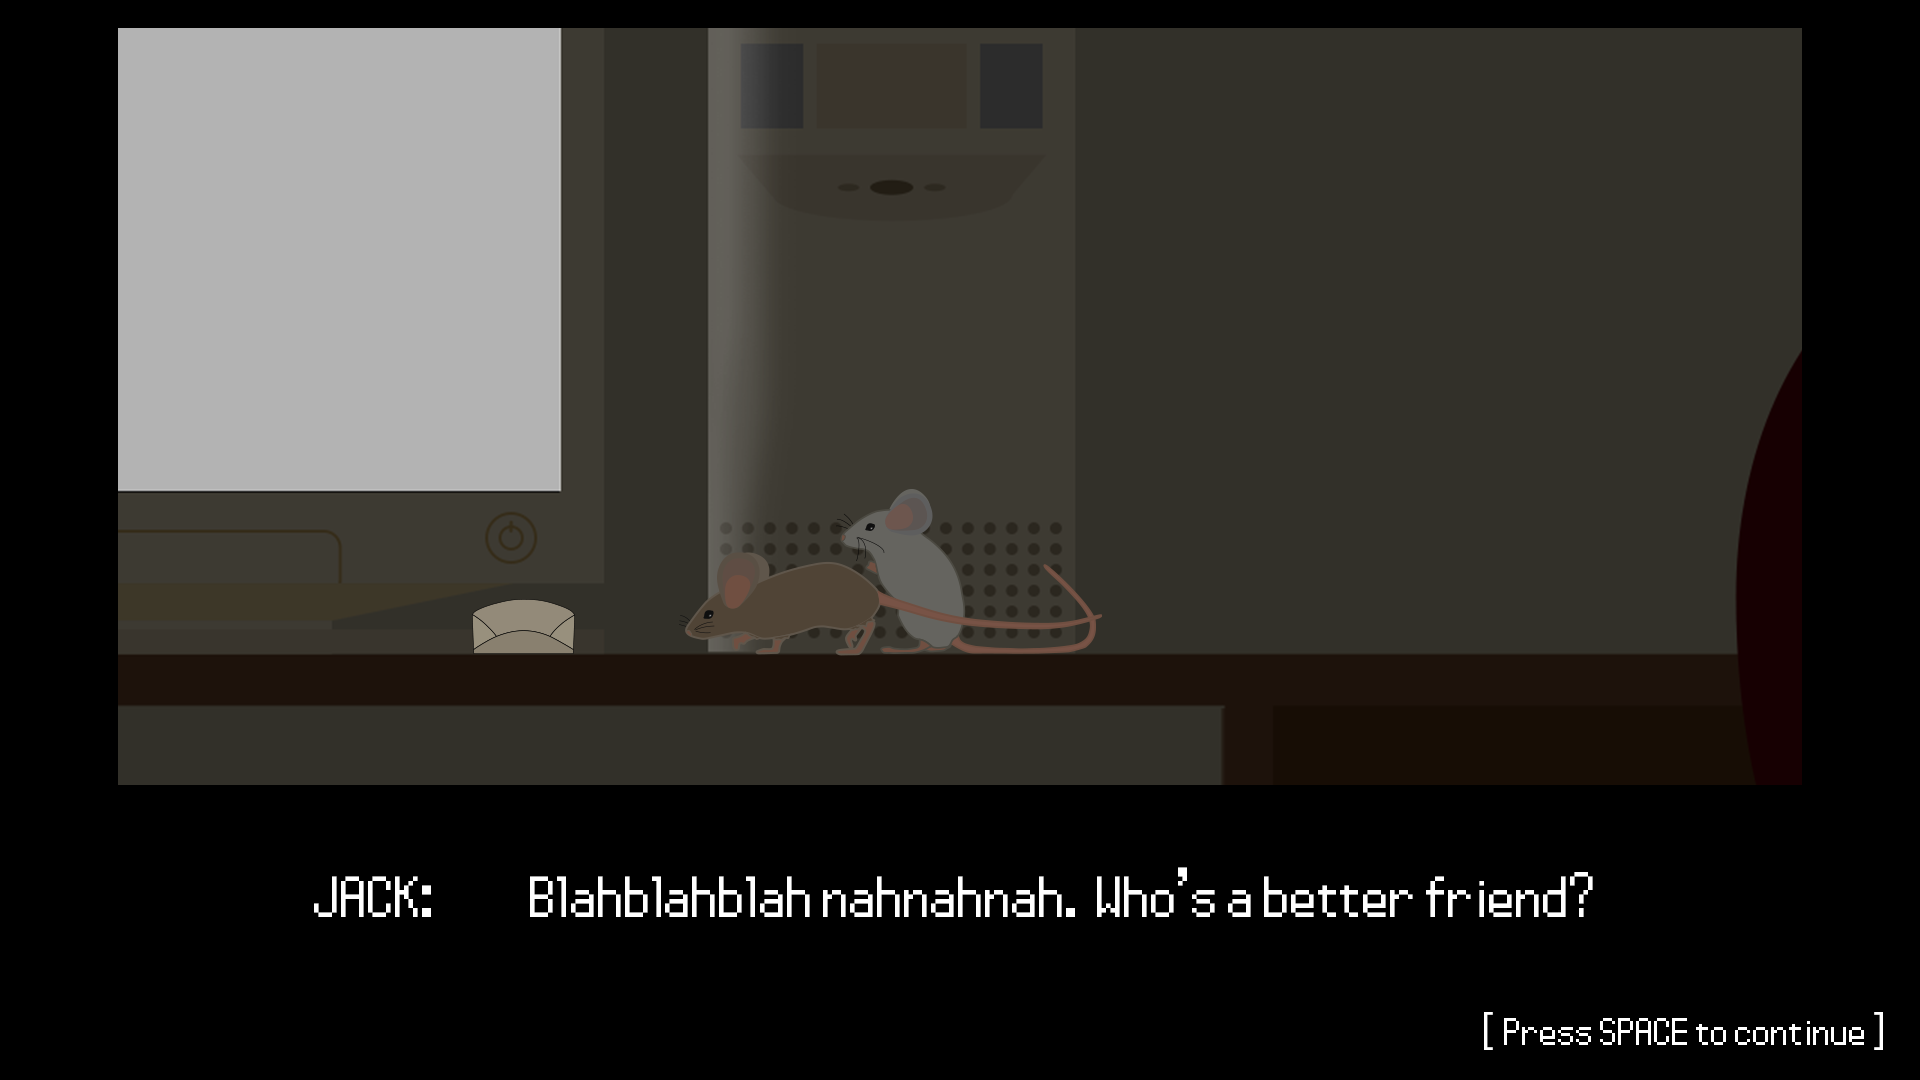 JACK: Blahblahblah nahnahnah. Who's a better friend?
[ Press SPACE to continue ]